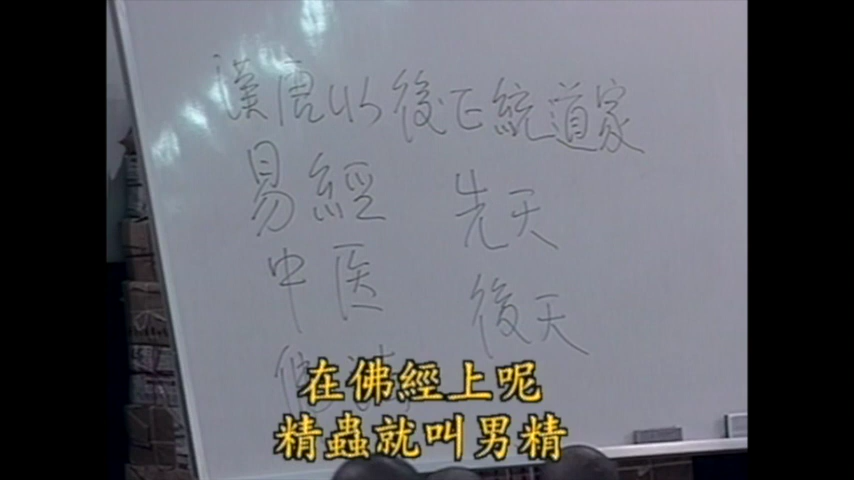 漢唐以後正統道家
易經 先天
中医 後天
在佛經上呢
精蟲就叫男精